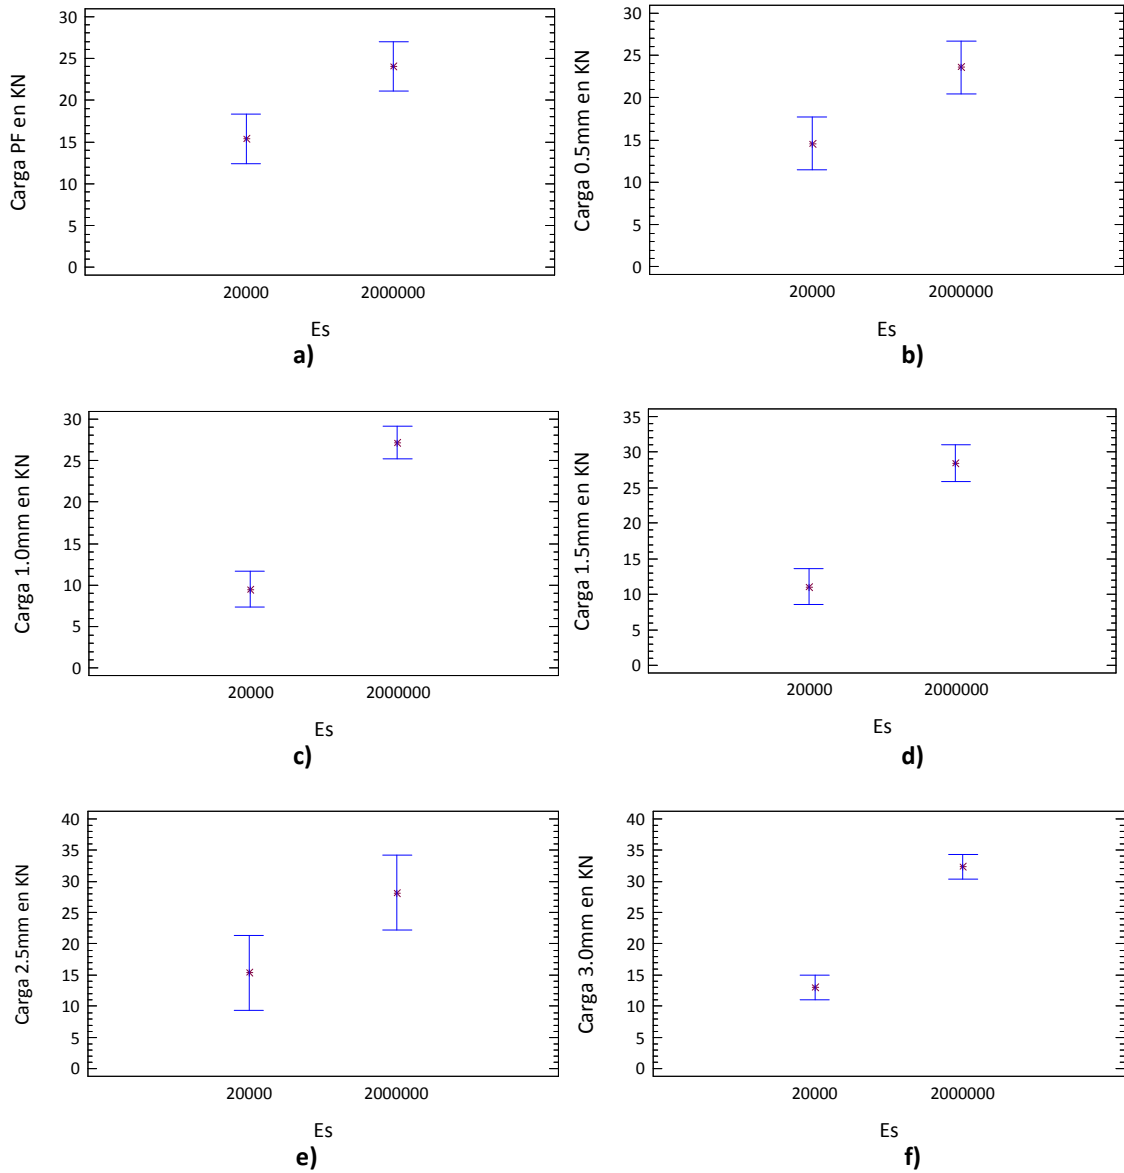 Carga PF en KN
30
25
20
15
10
5
0
20000 2000000
Es
a)
Carga 0.5mm en KN
30
25
20
15
10
5
0
20000 2000000
Es
b)
Carga 1.0mm en KN
30
25
20
15
10
5
0
20000 2000000
Es
c)
Carga 1.5mm en KN
35
30
25
20
15
10
5
0
20000 2000000
Es
d)
Carga 2.5mm en KN
40
35
30
25
20
15
10
5
0
20000 2000000
Es
e)
Carga 3.0mm en KN
40
35
30
25
20
15
10
5
0
20000 2000000
Es
f)